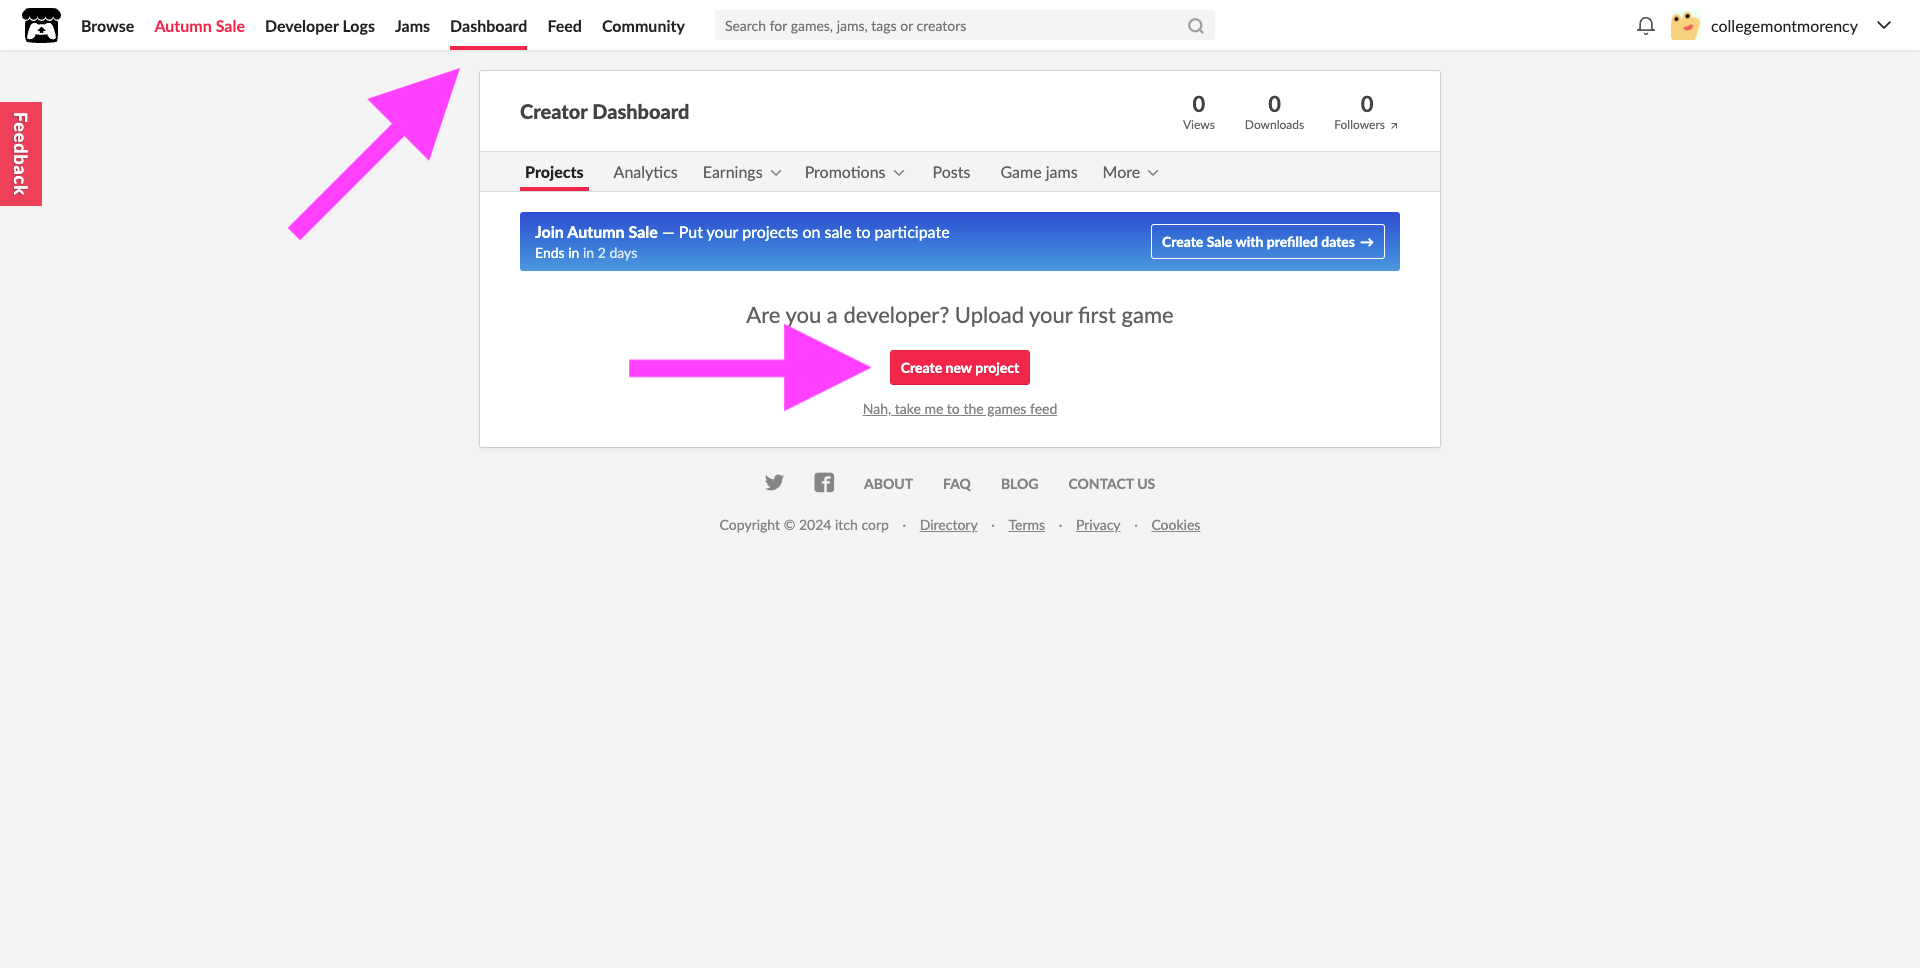 Browse Autumn Sale Developer Logs Jams Dashboard Feed Community Search for games, jams, tags or creators collegemontmorency
Feedback
Creator Dashboard
0 0 0
Views Downloads Followers ↗
Projects Analytics Earnings Promotions Posts Game jams More
Join Autumn Sale — Put your projects on sale to participate
Ends in in 2 days
Create Sale with prefilled dates →
Are you a developer? Upload your first game
Create new project
Nah, take me to the games feed
ABOUT FAQ BLOG CONTACT US
Copyright © 2024 itch corp · Directory · Terms · Privacy · Cookies